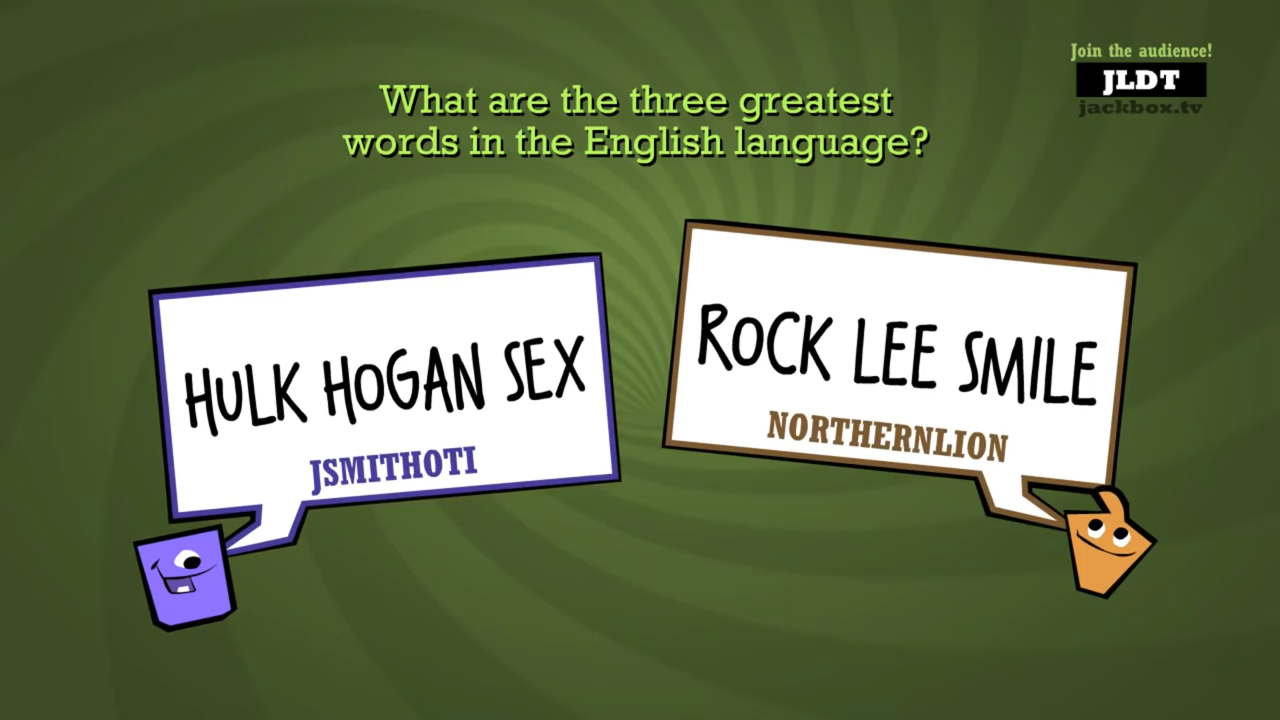 Join the audience!
JLDT
jackbox.tv
What are the three greatest
words in the English language?
HULK HOGAN SEX
JSMITHOTI
ROCK LEE SMILE
NORTHERNLION